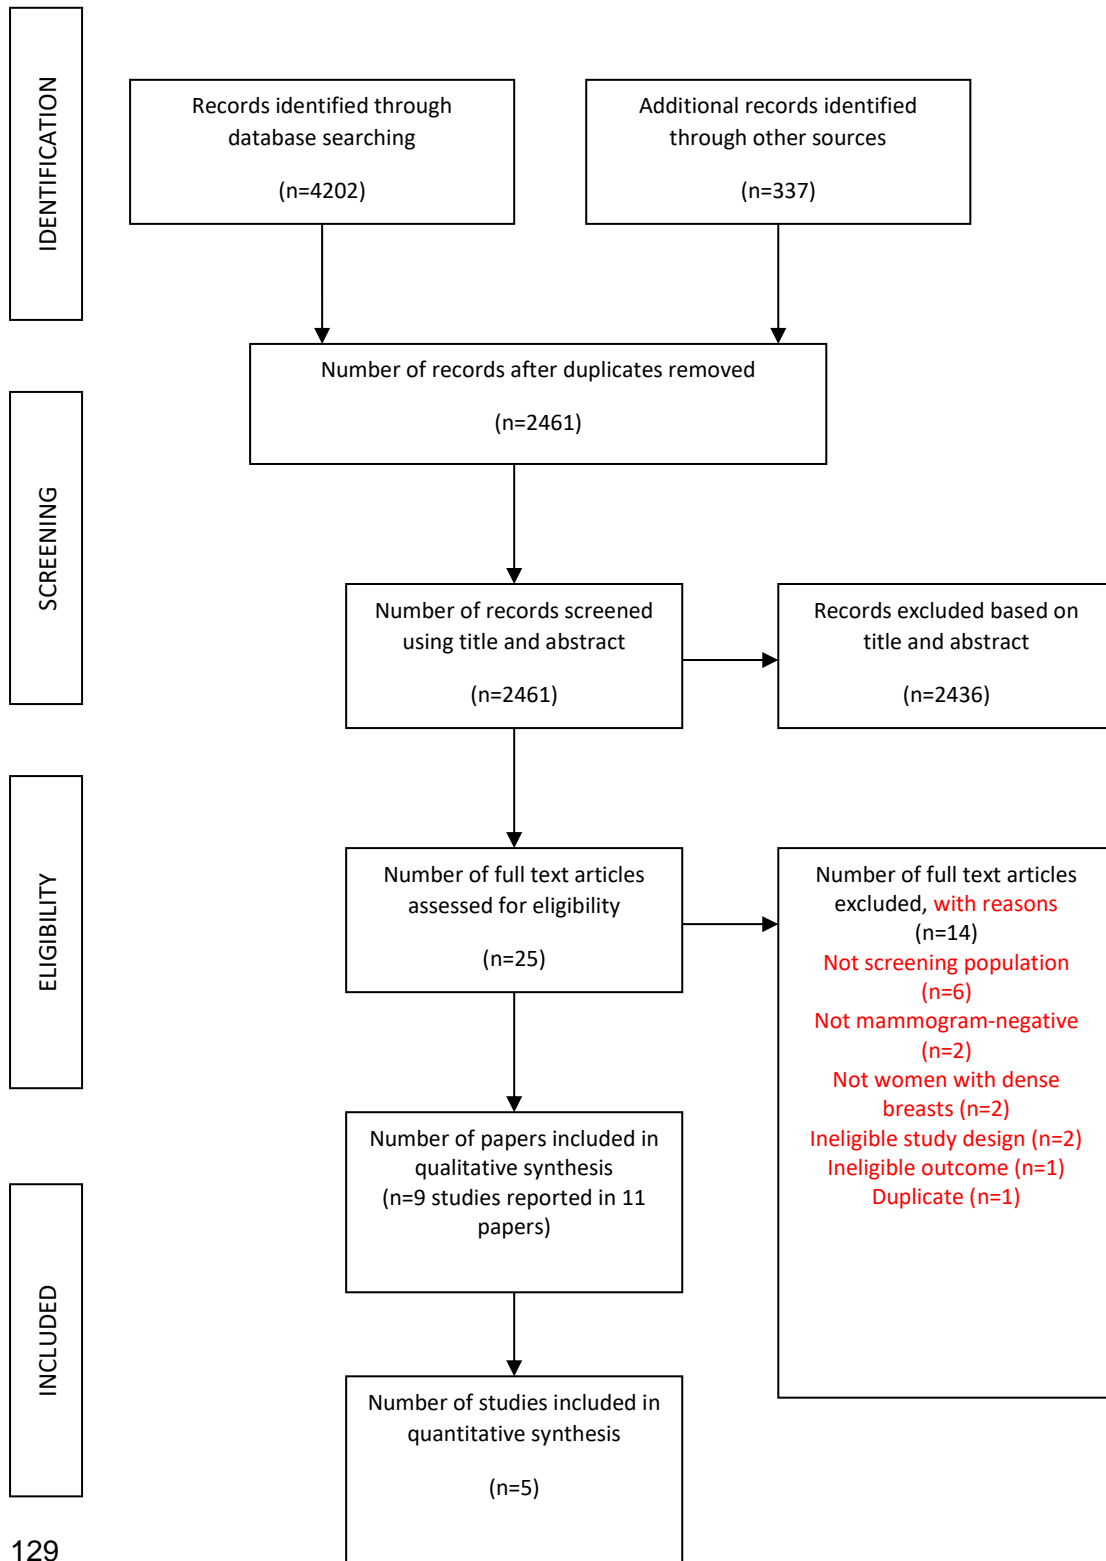 IDENTIFICATION
Records identified through
database searching
(n=4202)
Additional records identified
through other sources
(n=337)
Number of records after duplicates removed
(n=2461)
SCREENING
Number of records screened
using title and abstract
(n=2461)
Records excluded based on
title and abstract
(n=2436)
ELIGIBILITY
Number of full text articles
assessed for eligibility
(n=25)
Number of full text articles
excluded, with reasons
(n=14)
Not screening population
(n=6)
Not mammogram-negative
(n=2)
Not women with dense
breasts (n=2)
Ineligible study design (n=2)
Ineligible outcome (n=1)
Duplicate (n=1)
INCLUDED
Number of papers included in
qualitative synthesis
(n=9 studies reported in 11
papers)
Number of studies included in
quantitative synthesis
(n=5)
129